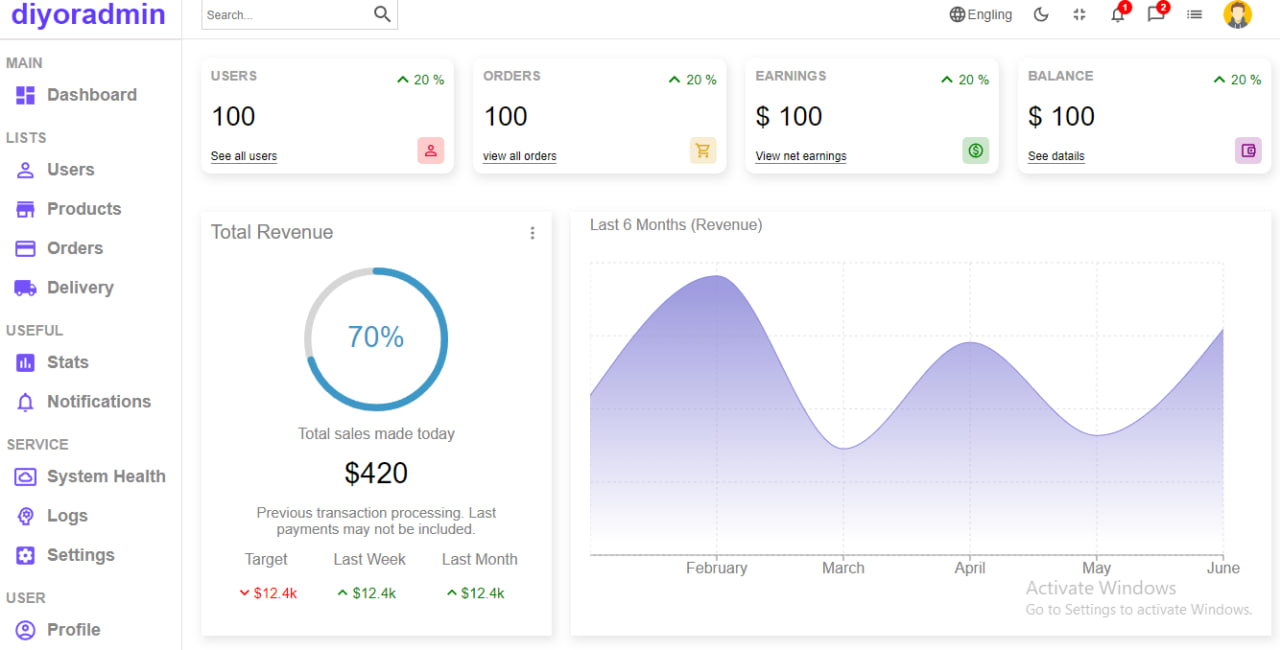 diyoradmin
Search...
Engling
1
2
MAIN
Dashboard
LISTS
Users
Products
Orders
Delivery
USEFUL
Stats
Notifications
SERVICE
System Health
Logs
Settings
USER
Profile
USERS
20 %
100
See all users
ORDERS
20 %
100
view all orders
EARNINGS
20 %
$ 100
View net earnings
BALANCE
20 %
$ 100
See datails
Total Revenue
70%
Total sales made today
$420
Previous transaction processing. Last
payments may not be included.
Target Last Week Last Month
$12.4k $12.4k $12.4k
Last 6 Months (Revenue)
February March April May June
Activate Windows
Go to Settings to activate Windows.